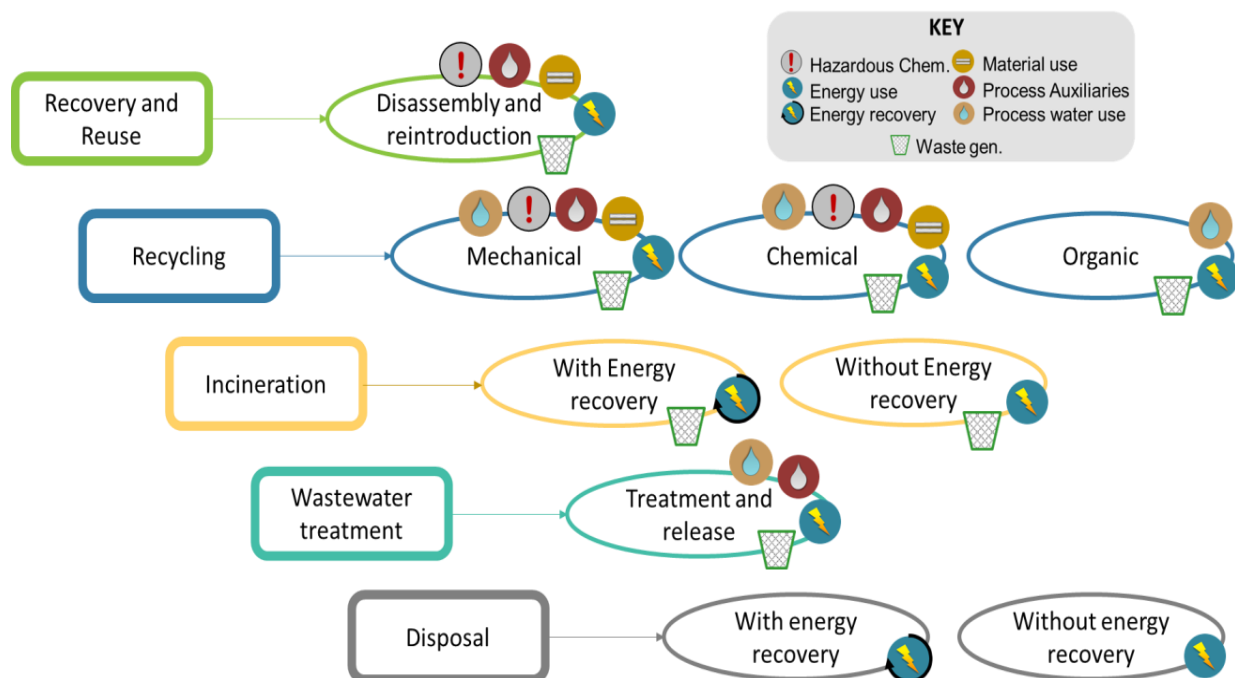 KEY
Hazardous Chem.
Material use
Energy use
Process Auxiliaries
Energy recovery
Process water use
Waste gen.
Recovery and
Reuse
Disassembly and
reintroduction
Recycling
Mechanical
Chemical
Organic
Incineration
With Energy
recovery
Without Energy
recovery
Wastewater
treatment
Treatment and
release
Disposal
With energy
recovery
Without energy
recovery